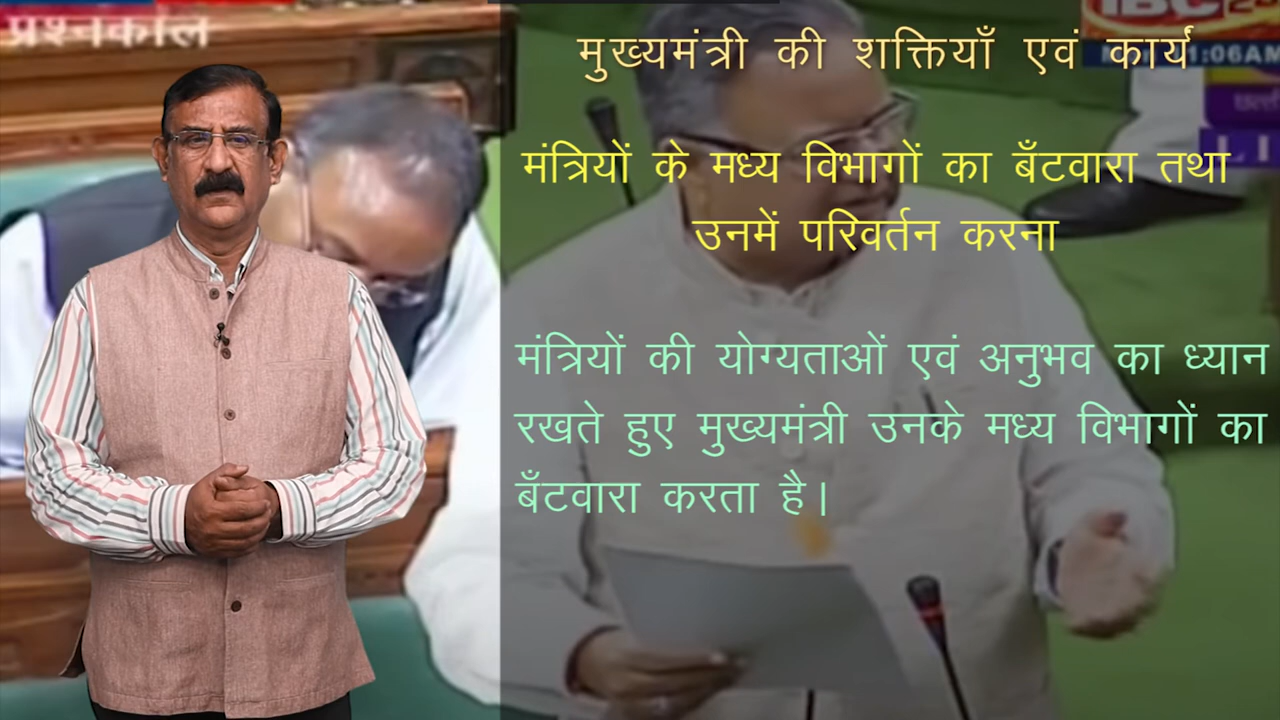 प्रश्नकाल
मुख्यमंत्री की शक्तियाँ एवं कार्य
मंत्रियों के मध्य विभागों का बँटवारा तथा
उनमें परिवर्तन करना
मंत्रियों की योग्यताओं एवं अनुभव का ध्यान
रखते हुए मुख्यमंत्री उनके मध्य विभागों का
बँटवारा करता है।
IBC
1:06AM